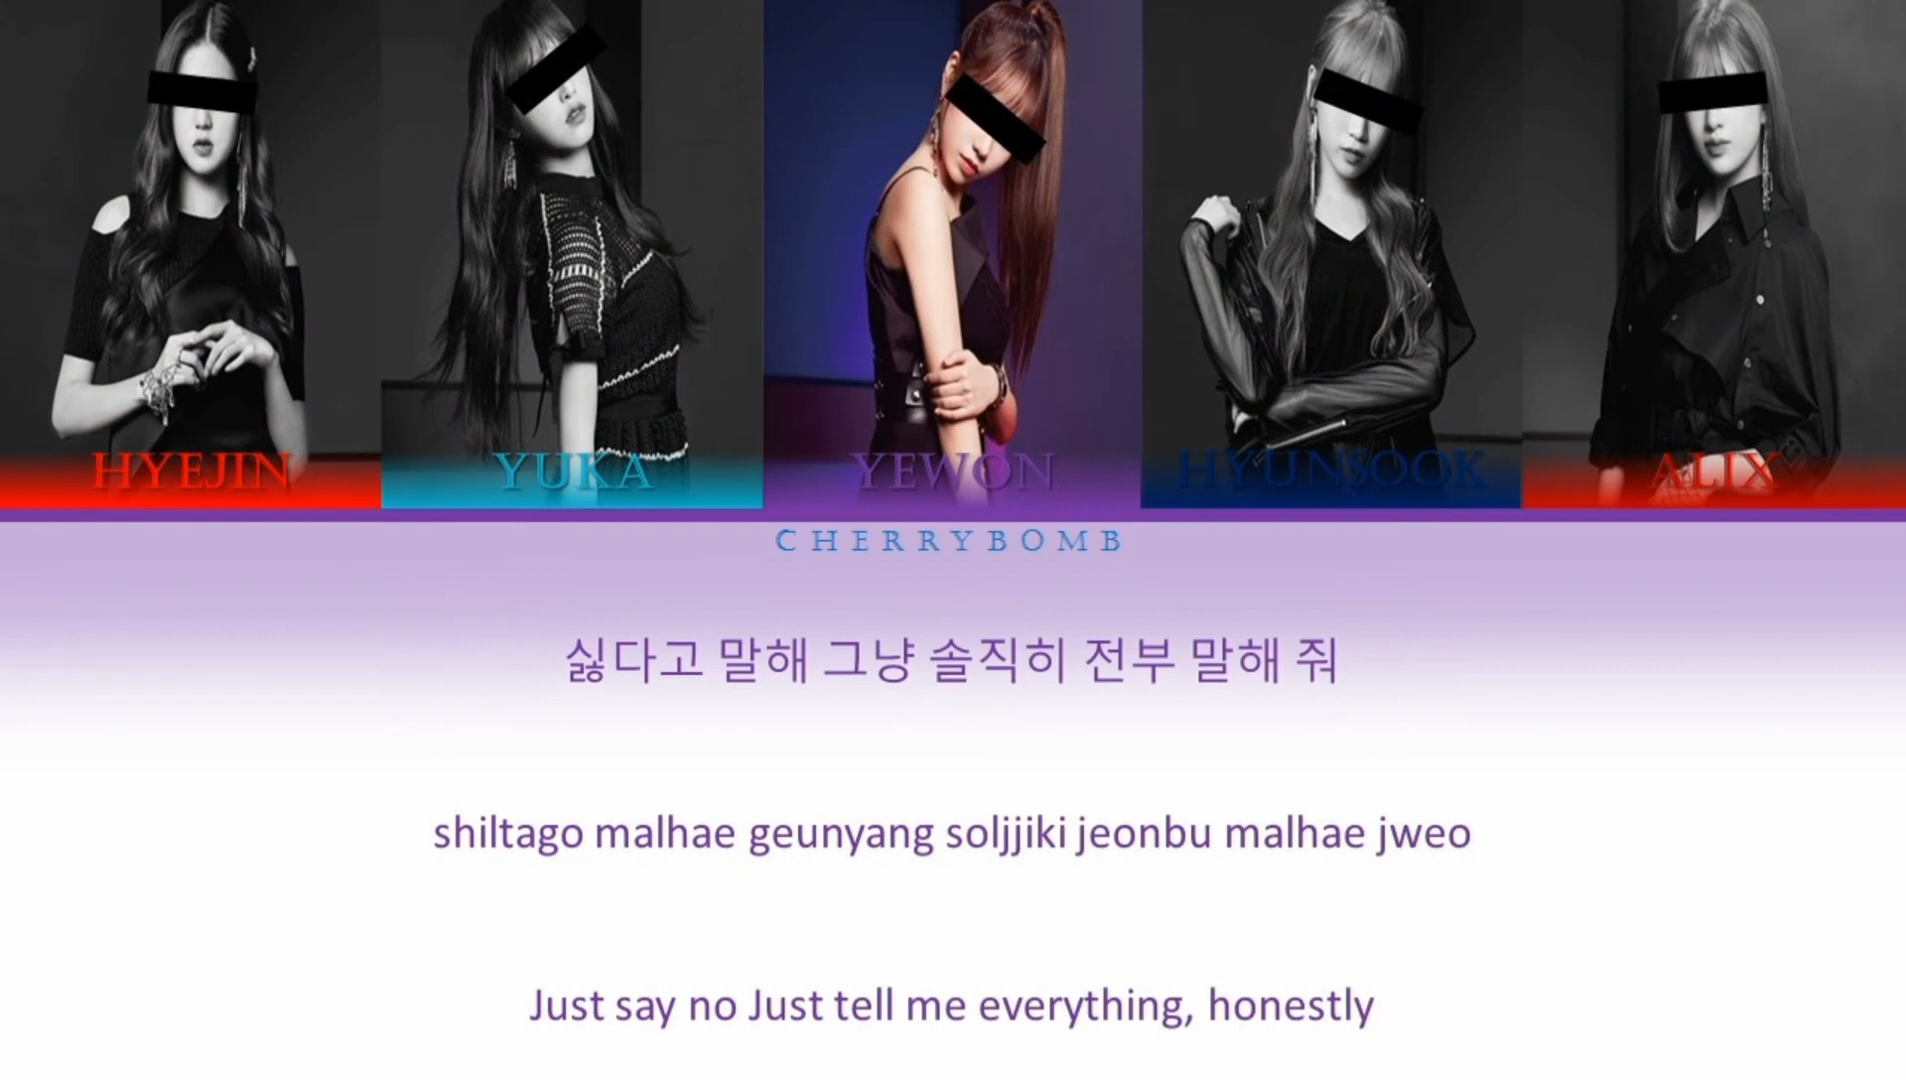 HYEJIN
YUKA
YEWON
HYUNSOOK
ALIX
CHERRYBOMB
싫다고 말해 그냥 솔직히 전부 말해 줘
shiltago malhae geunyang soljjiki jeonbu malhae jweo
Just say no Just tell me everything, honestly